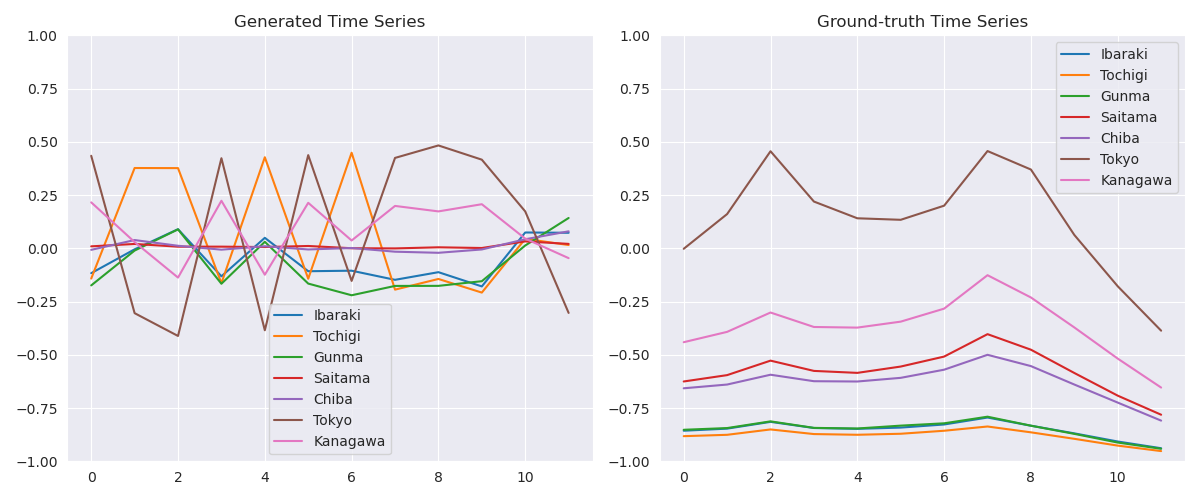 Generated Time Series
1.00
0.75
0.50
0.25
0.00
−0.25
−0.50
−0.75
−1.00
0 2 4 6 8 10
Ibaraki
Tochigi
Gunma
Saitama
Chiba
Tokyo
Kanagawa
Ground-truth Time Series
1.00
0.75
0.50
0.25
0.00
−0.25
−0.50
−0.75
−1.00
0 2 4 6 8 10
Ibaraki
Tochigi
Gunma
Saitama
Chiba
Tokyo
Kanagawa